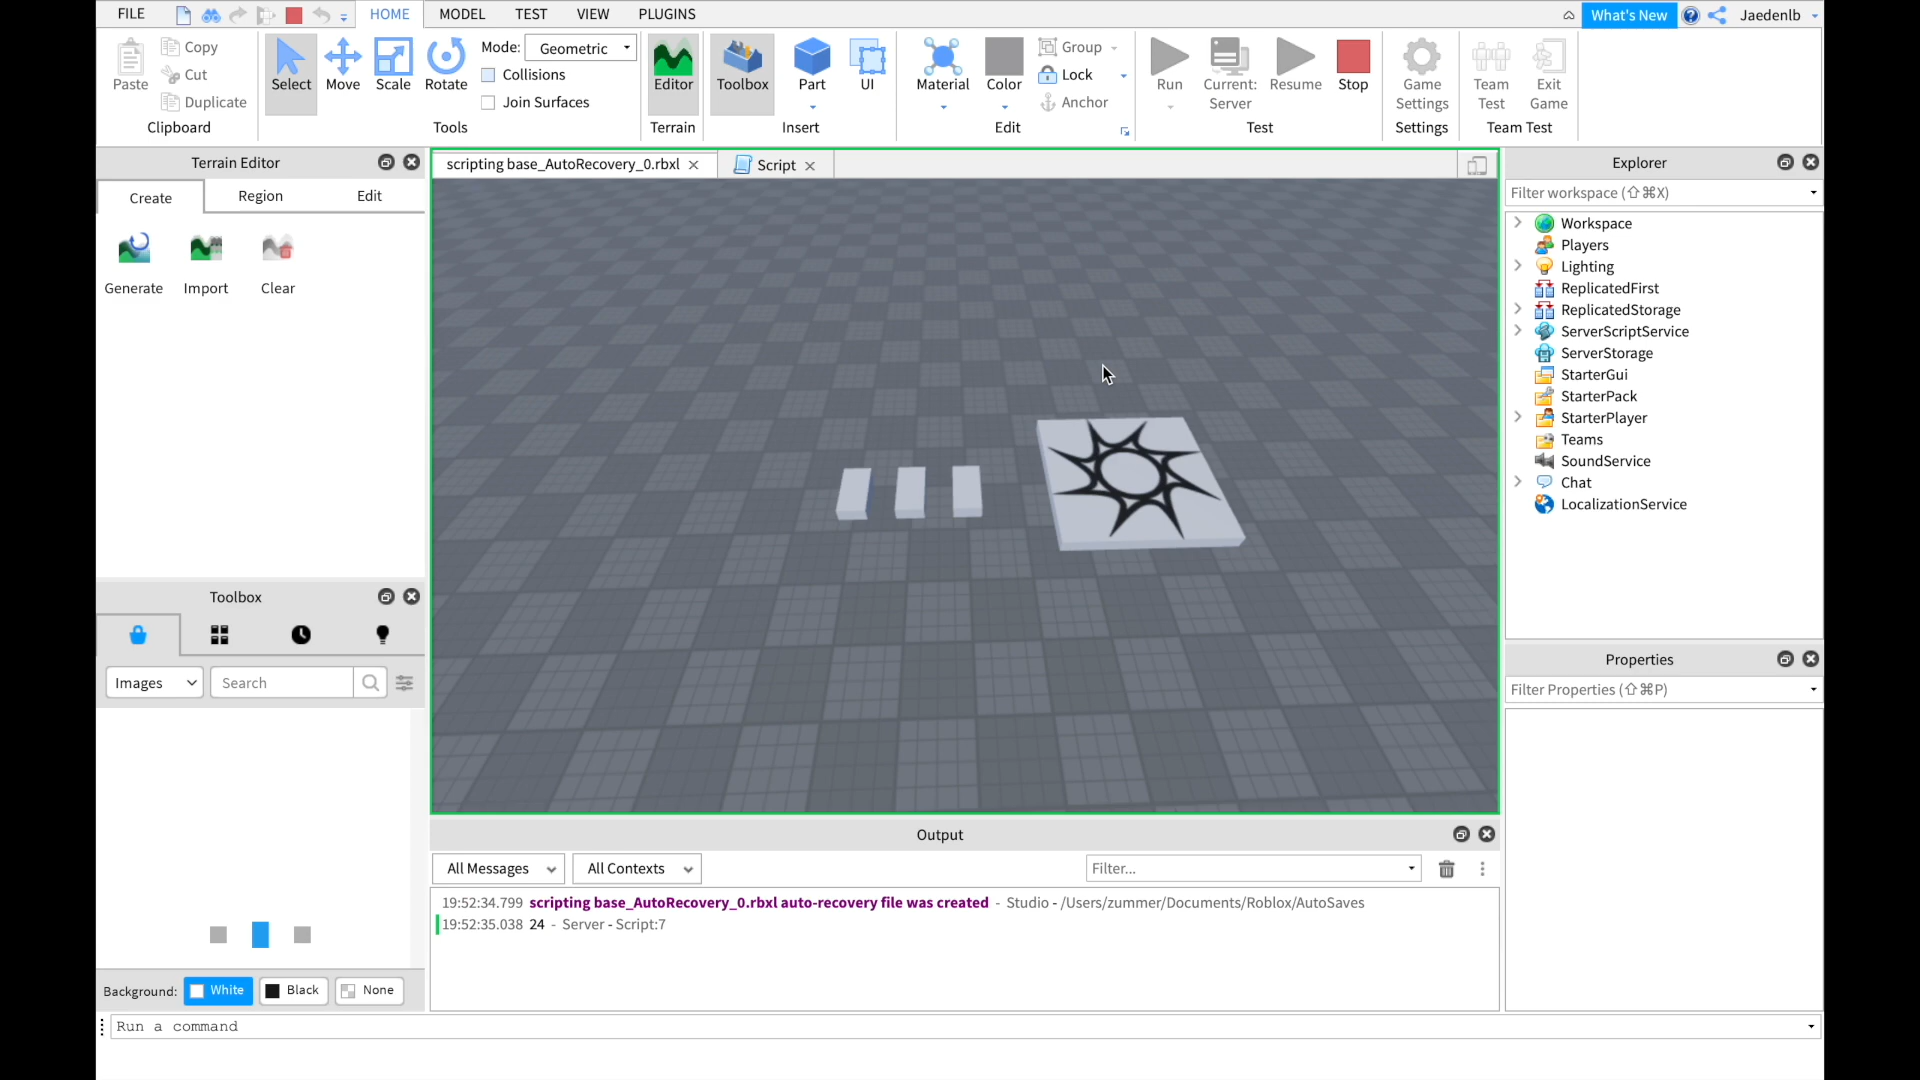 FILE HOME MODEL TEST VIEW PLUGINS What's New Jaedenlb
Paste Copy Cut Duplicate Clipboard
Select Move Scale Rotate Mode: Geometric Collisions Join Surfaces Tools
Editor Terrain
Toolbox Part UI Insert
Material Color Group Lock Anchor Edit
Run Current: Server Resume Stop Test
Game Settings Settings
Team Test Exit Game Team Test
Terrain Editor
Create Region Edit
Generate Import Clear
scripting base_AutoRecovery_0.rbxl Script
Explorer
Filter workspace (⇧⌘X)
Workspace
Players
Lighting
ReplicatedFirst
ReplicatedStorage
ServerScriptService
ServerStorage
StarterGui
StarterPack
StarterPlayer
Teams
SoundService
Chat
LocalizationService
Toolbox
Images Search
Background: White Black None
Properties
Filter Properties (⇧⌘P)
Output
All Messages All Contexts Filter...
19:52:34.799 scripting base_AutoRecovery_0.rbxl auto-recovery file was created - Studio - /Users/zummer/Documents/Roblox/AutoSaves
19:52:35.038 24 - Server - Script:7
Run a command